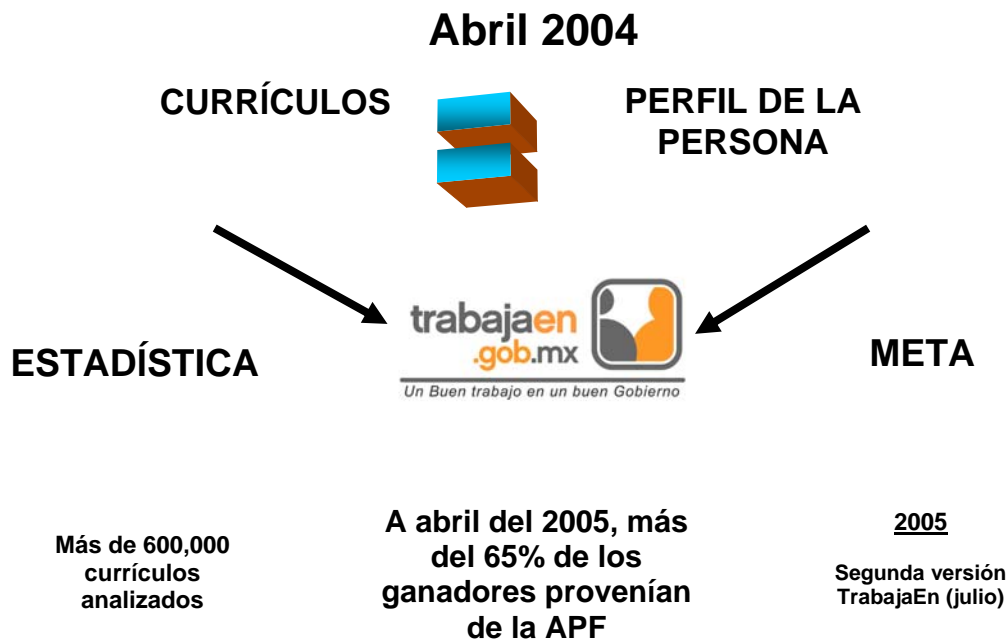 Abril 2004
CURRÍCULOS
PERFIL DE LA
PERSONA
trabajaen
.gob.mx
Un Buen trabajo en un buen Gobierno
ESTADÍSTICA
META
Más de 600,000
currículos
analizados
A abril del 2005, más
del 65% de los
ganadores provenían
de la APF
2005
Segunda versión
TrabajaEn (julio)